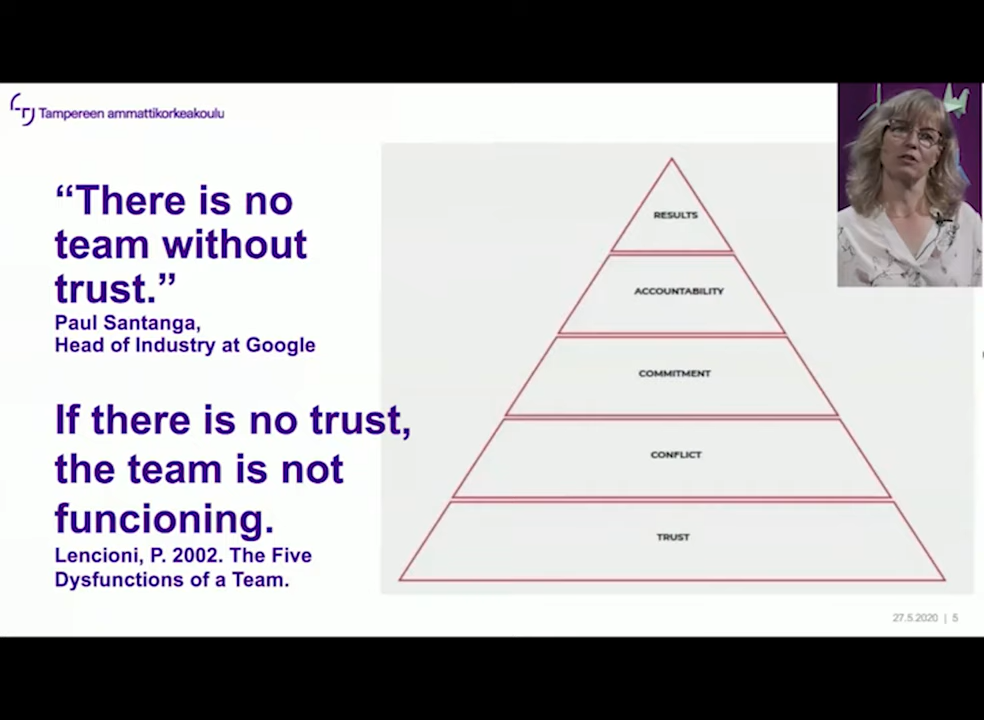 Tampereen ammattikorkeakoulu
“There is no
team without
trust.”
Paul Santanga,
Head of Industry at Google
If there is no trust,
the team is not
funcioning.
Lencioni, P. 2002. The Five
Dysfunctions of a Team.
RESULTS
ACCOUNTABILITY
COMMITMENT
CONFLICT
TRUST
27.5.2020 | 5